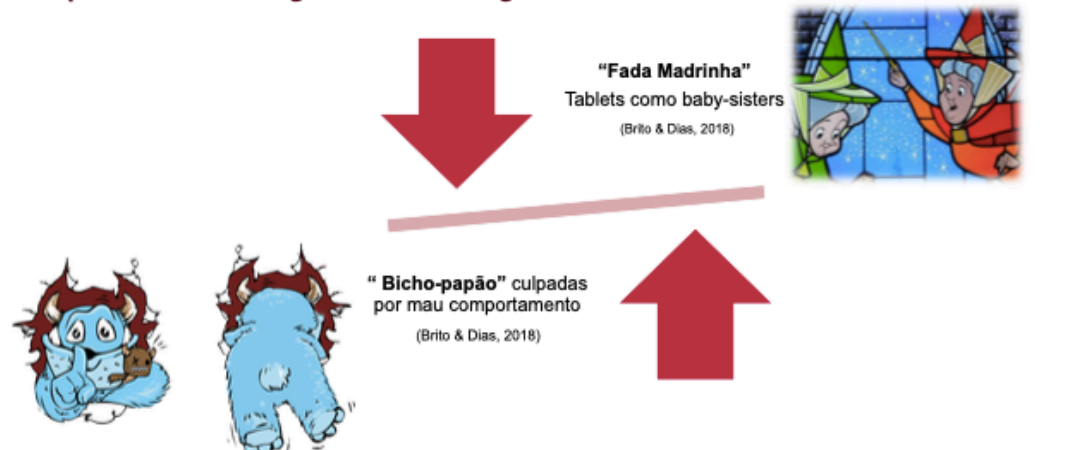 “Fada Madrinha”
Tablets como baby-sisters
(Brito & Dias, 2018)
“ Bicho-papão” culpadas
por mau comportamento
(Brito & Dias, 2018)